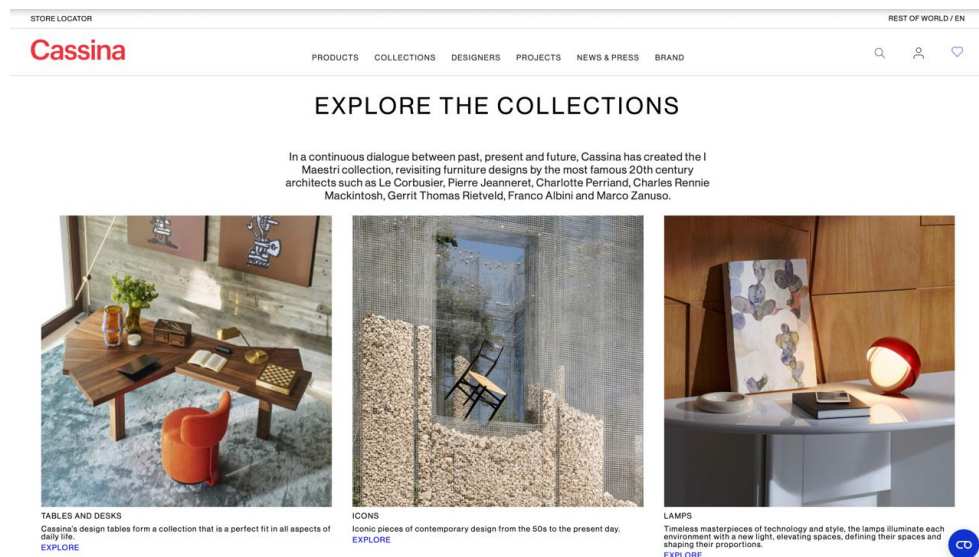 STORE LOCATOR
REST OF WORLD / EN
Cassina
PRODUCTS COLLECTIONS DESIGNERS PROJECTS NEWS & PRESS BRAND
EXPLORE THE COLLECTIONS
In a continuous dialogue between past, present and future, Cassina has created the I
Maestri collection, revisiting furniture designs by the most famous 20th century
architects such as Le Corbusier, Pierre Jeanneret, Charlotte Perriand, Charles Rennie
Mackintosh, Gerrit Thomas Rietveld, Franco Albini and Marco Zanuso.
TABLES AND DESKS
Cassina's design tables form a collection that is a perfect fit in all aspects of
daily life.
EXPLORE
ICONS
Iconic pieces of contemporary design from the 50s to the present day.
EXPLORE
LAMPS
Timeless masterpieces of technology and style, the lamps illuminate each
environment with a new light, elevating spaces, defining their spaces and
shaping their proportions.
EXPLORE